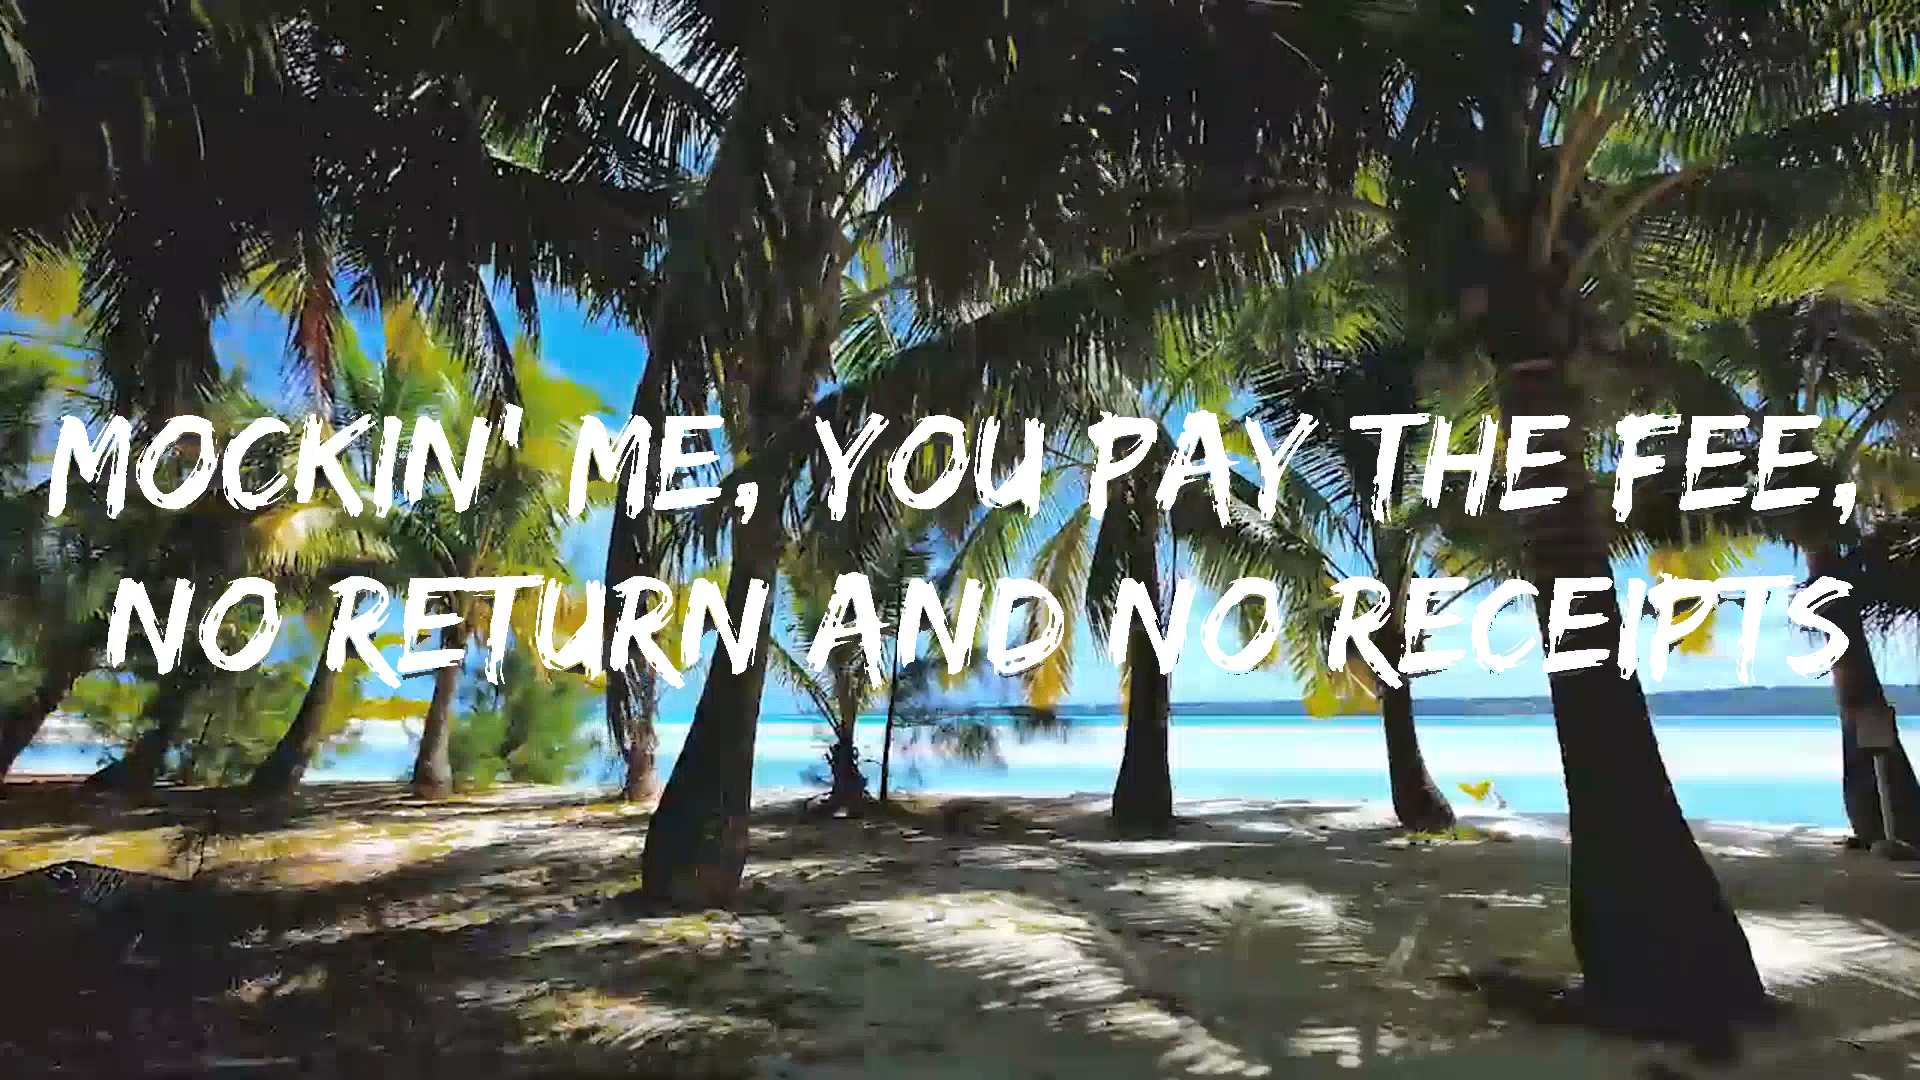 MOCKIN' ME, YOU PAY THE FEE,
NO RETURN AND NO RECEIPTS